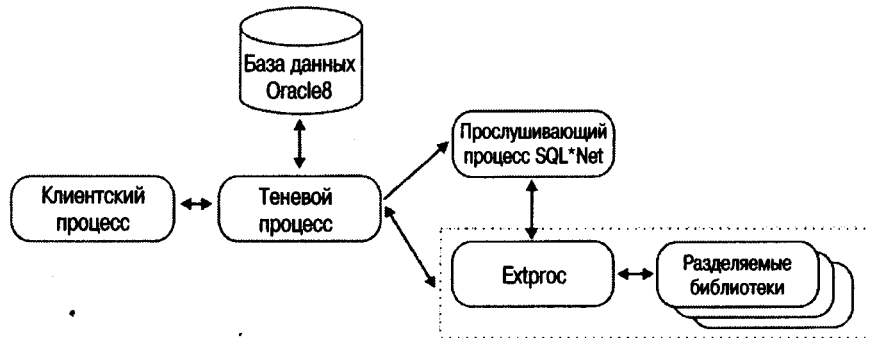 База данных
Oracle8
Прослушивающий
процесс SQL*Net
Клиентский
процесс
Теневой
процесс
Extproc
Разделяемые
библиотеки